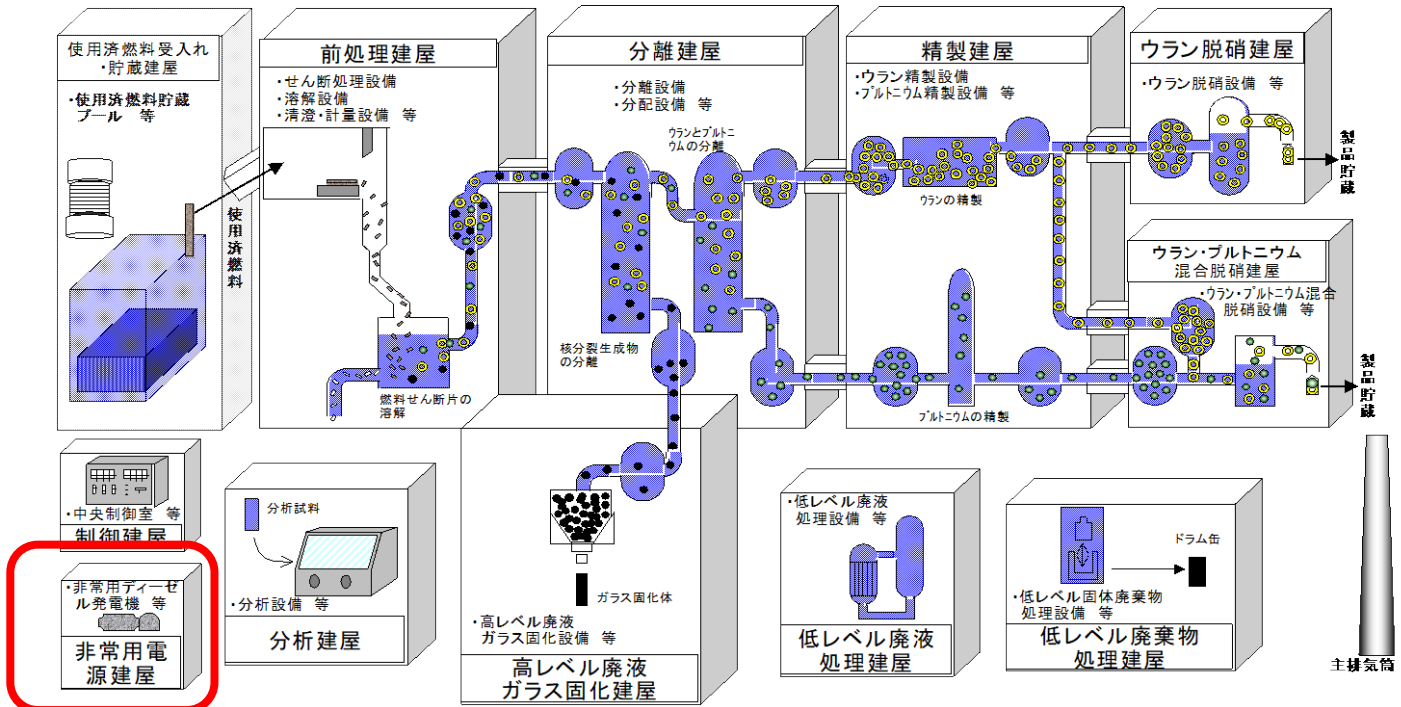 使用済燃料受入れ
・貯蔵建屋
・使用済燃料貯蔵
プール 等
使用済燃料
前処理建屋
・せん断処理設備
・溶解設備
・清澄・計量設備 等
燃料せん断片の
溶解
分離建屋
・分離設備
・分配設備 等
ウランとプルトニ
ウムの分離
核分裂生成物
の分離
精製建屋
・ウラン精製設備
・プルトニウム精製設備 等
ウランの精製
プルトニウムの精製
ウラン脱硝建屋
・ウラン脱硝設備 等
製品貯蔵
ウラン・プルトニウム
混合脱硝建屋
・ウラン・プルトニウム混合
脱硝設備 等
製品貯蔵
・中央制御室 等
制御建屋
・非常用ディーゼ
ル発電機 等
非常用電
源建屋
分析試料
・分析設備 等
分析建屋
ガラス固化体
・高レベル廃液
ガラス固化設備 等
高レベル廃液
ガラス固化建屋
・低レベル廃液
処理設備 等
低レベル廃液
処理建屋
ドラム缶
・低レベル固体廃棄物
処理設備 等
低レベル廃棄物
処理建屋
主排気筒